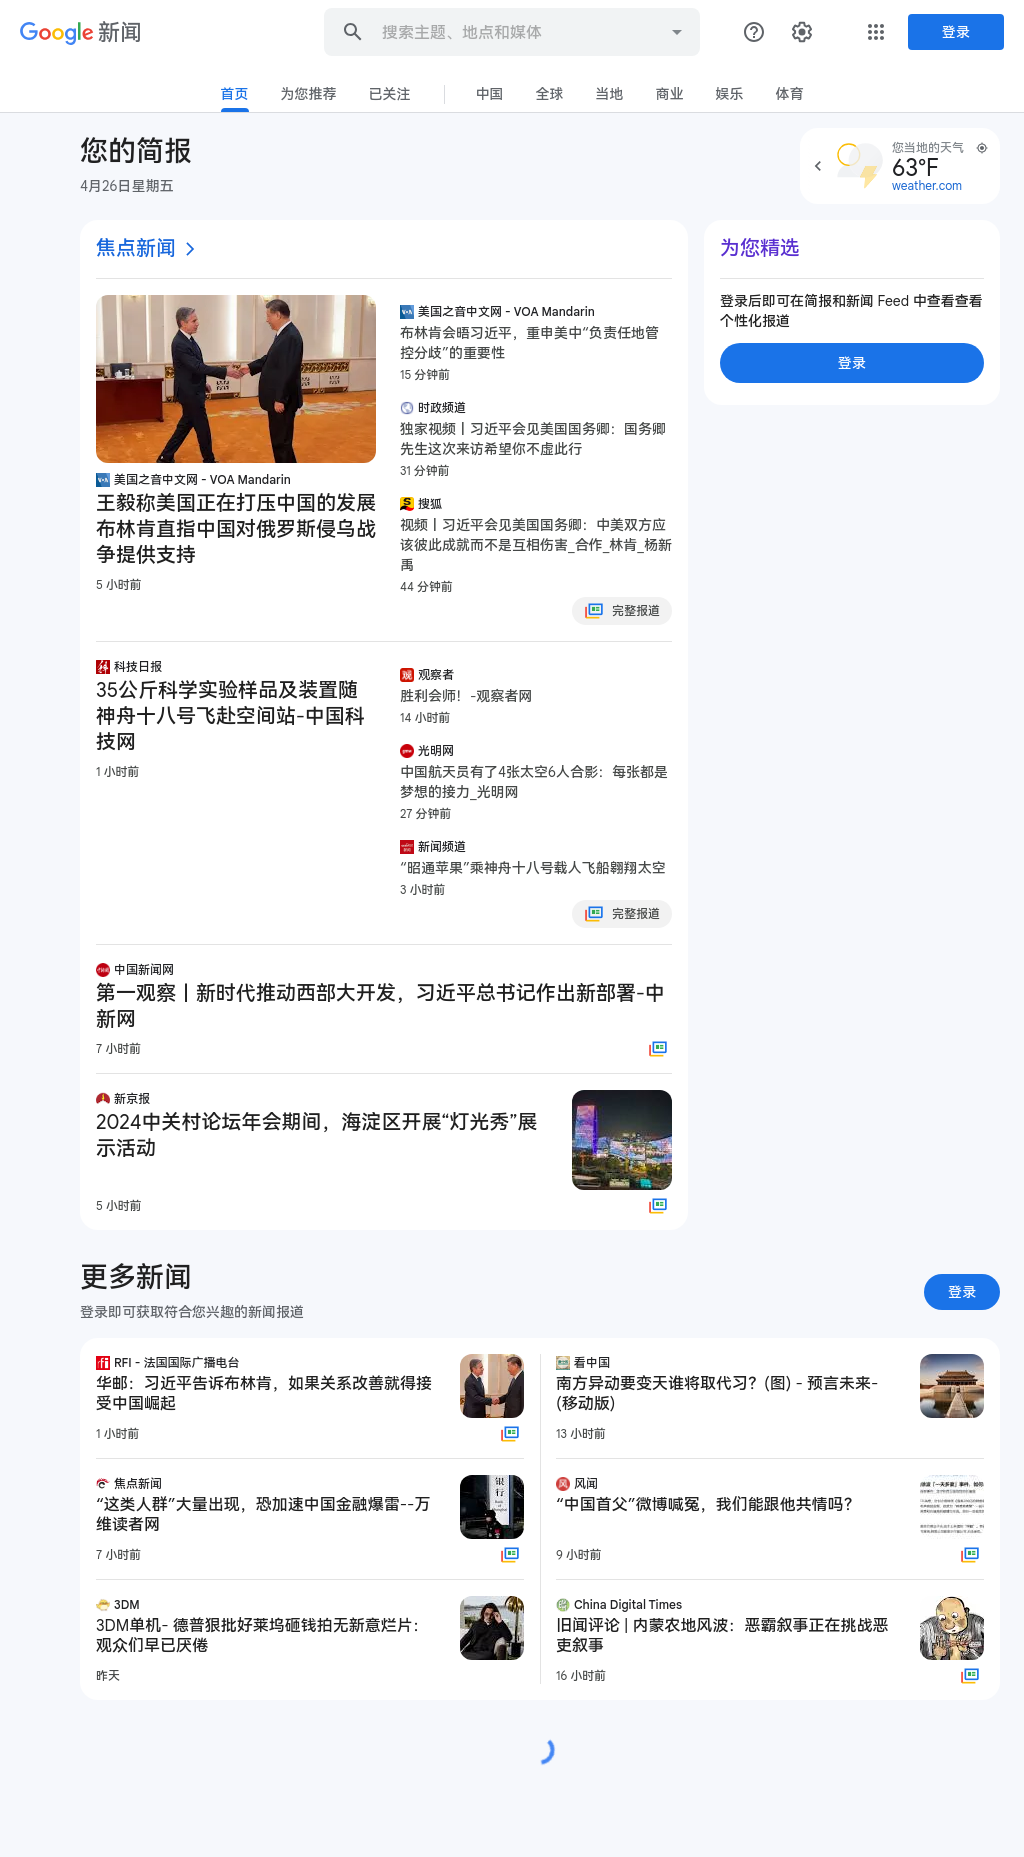 Google 新闻
搜索主题、地点和媒体
登录
首页 为您推荐 已关注 中国 全球 当地 商业 娱乐 体育
您的简报
4月26日星期五
您当地的天气
63°F
weather.com
焦点新闻
美国之音中文网 - VOA Mandarin
王毅称美国正在打压中国的发展
布林肯直指中国对俄罗斯侵乌战
争提供支持
5 小时前
美国之音中文网 - VOA Mandarin
布林肯会晤习近平，重申美中“负责任地管
控分歧”的重要性
15 分钟前
时政频道
独家视频丨习近平会见美国国务卿：国务卿
先生这次来访希望你不虚此行
31 分钟前
搜狐
视频丨习近平会见美国国务卿：中美双方应
该彼此成就而不是互相伤害_合作_林肯_杨新
禹
44 分钟前
完整报道
为您精选
登录后即可在简报和新闻 Feed 中查看查看
个性化报道
登录
科技日报
35公斤科学实验样品及装置随
神舟十八号飞赴空间站-中国科
技网
1 小时前
观察者
胜利会师！-观察者网
14 小时前
光明网
中国航天员有了4张太空6人合影：每张都是
梦想的接力_光明网
27 分钟前
新闻频道
“昭通苹果”乘神舟十八号载人飞船翱翔太空
3 小时前
完整报道
中国新闻网
第一观察丨新时代推动西部大开发，习近平总书记作出新部署-中
新网
7 小时前
新京报
2024中关村论坛年会期间，海淀区开展“灯光秀”展
示活动
5 小时前
更多新闻
登录即可获取符合您兴趣的新闻报道
登录
RFI - 法国国际广播电台
华邮：习近平告诉布林肯，如果关系改善就得接
受中国崛起
1 小时前
看中国
南方异动要变天谁将取代习？(图) - 预言未来-
(移动版)
13 小时前
焦点新闻
“这类人群”大量出现，恐加速中国金融爆雷--万
维读者网
7 小时前
银
行
风闻
“中国首父”微博喊冤，我们能跟他共情吗？
9 小时前
3DM
3DM单机- 德普狠批好莱坞砸钱拍无新意烂片：
观众们早已厌倦
昨天
China Digital Times
旧闻评论 | 内蒙农地风波：恶霸叙事正在挑战恶
吏叙事
16 小时前